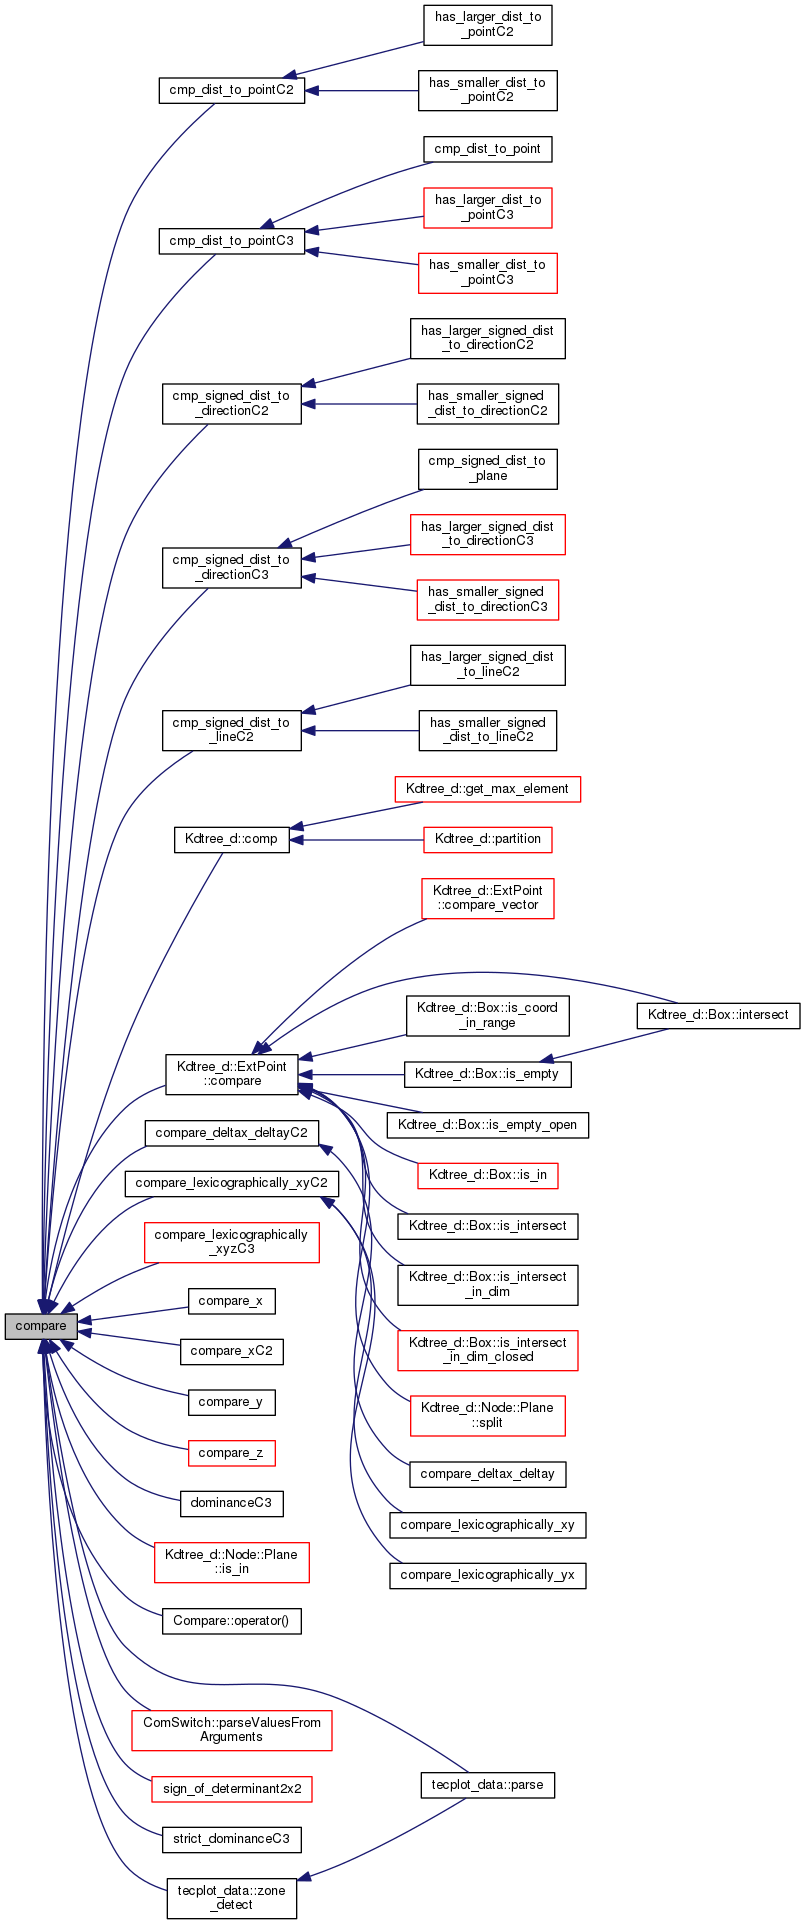 has_larger_dist_to
_pointC2
cmp_dist_to_pointC2
has_smaller_dist_to
_pointC2
cmp_dist_to_point
has_larger_dist_to
_pointC3
cmp_dist_to_pointC3
has_smaller_dist_to
_pointC3
has_larger_signed_dist
_to_directionC2
cmp_signed_dist_to
_directionC2
has_smaller_signed
_dist_to_directionC2
cmp_signed_dist_to
_plane
has_larger_signed_dist
_to_directionC3
cmp_signed_dist_to
_directionC3
has_smaller_signed
_dist_to_directionC3
has_larger_signed_dist
_to_lineC2
cmp_signed_dist_to
_lineC2
has_smaller_signed
_dist_to_lineC2
Kdtree_d::get_max_element
Kdtree_d::comp
Kdtree_d::partition
Kdtree_d::ExtPoint
::compare_vector
Kdtree_d::Box::is_coord
_in_range
Kdtree_d::Box::intersect
Kdtree_d::ExtPoint
::compare
Kdtree_d::Box::is_empty
Kdtree_d::Box::is_empty_open
compare_deltax_deltayC2
Kdtree_d::Box::is_in
compare_lexicographically_xyC2
Kdtree_d::Box::is_intersect
compare_lexicographically
_xyzC3
Kdtree_d::Box::is_intersect
_in_dim
compare_x
compare
compare_xC2
Kdtree_d::Box::is_intersect
_in_dim_closed
compare_y
Kdtree_d::Node::Plane
::split
compare_z
compare_deltax_deltay
dominanceC3
compare_lexicographically_xy
Kdtree_d::Node::Plane
::is_in
compare_lexicographically_yx
Compare::operator()
ComSwitch::parseValuesFrom
Arguments
sign_of_determinant2x2
tecplot_data::parse
strict_dominanceC3
tecplot_data::zone
_detect